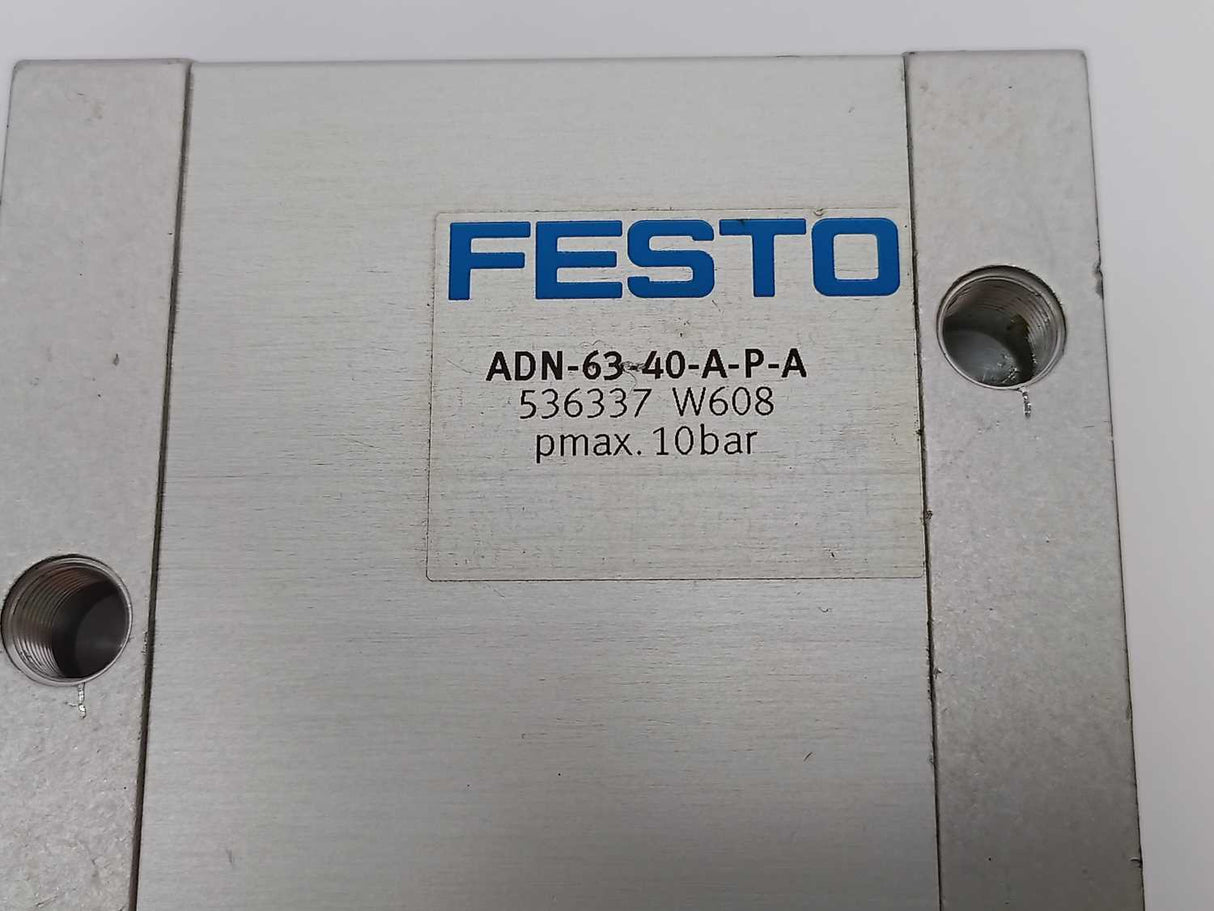 FESTO
ADN-63-40-A-P-A
536337 W608
pmax. 10bar